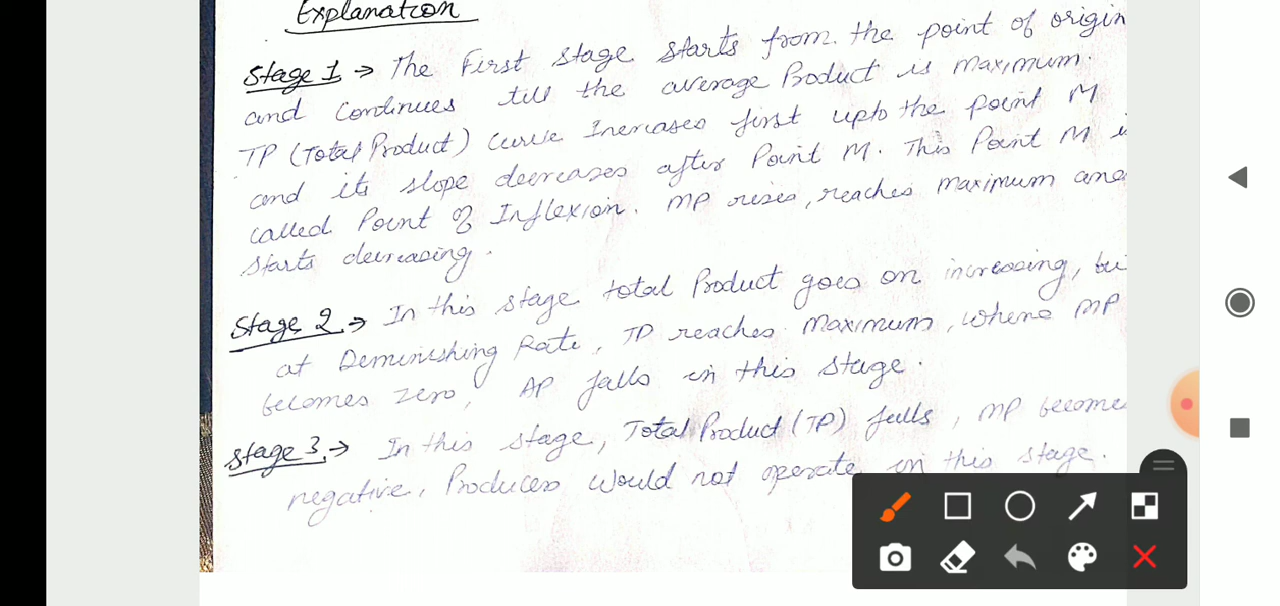 Explanation
Stage 1 → The First Stage starts from the point of origin
and continues till the average Product is maximum.
TP (Total Product) Curve Increases first upto the point M
and its slope decreases after Point M. This Point M i
called Point of Inflexion. MP rises, reaches maximum and
starts decreasing.
Stage 2 → In this stage total Product goes on increasing, bu
at Deminishing Rate, TP reaches Maximum, where MP
becomes zero, AP falls in this stage.
Stage 3 → In this stage, Total Product (TP) falls, MP become
negative, Producer would not operate in this stage.